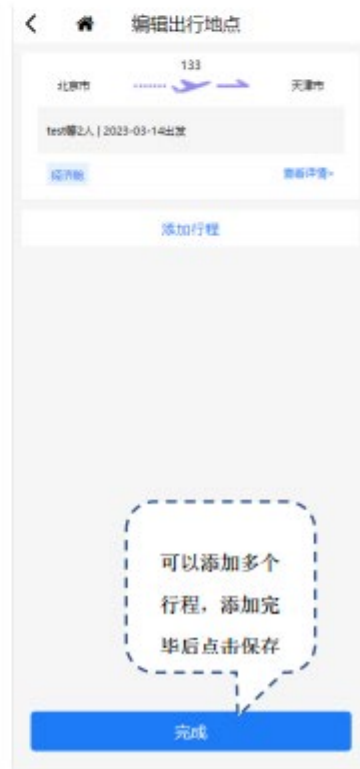 编辑出行地点
133
北京市
天津市
test等2人 | 2023-03-14出发
经济舱
查看详情
添加行程
可以添加多个
行程，添加完
毕后点击保存
完成